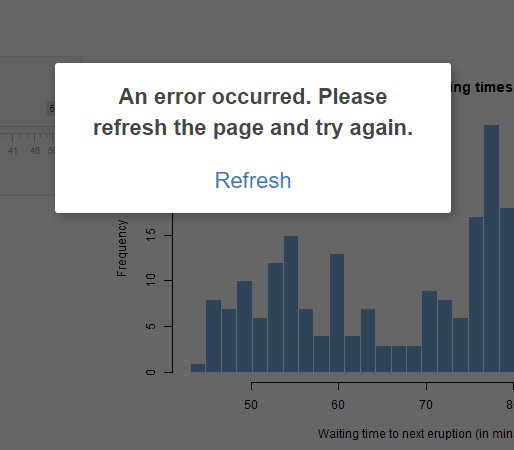 An error occurred. Please
refresh the page and try again.
Refresh
ing times
5
41 46
Frequency
15
10
5
0
50 60 70 8
Waiting time to next eruption (in min